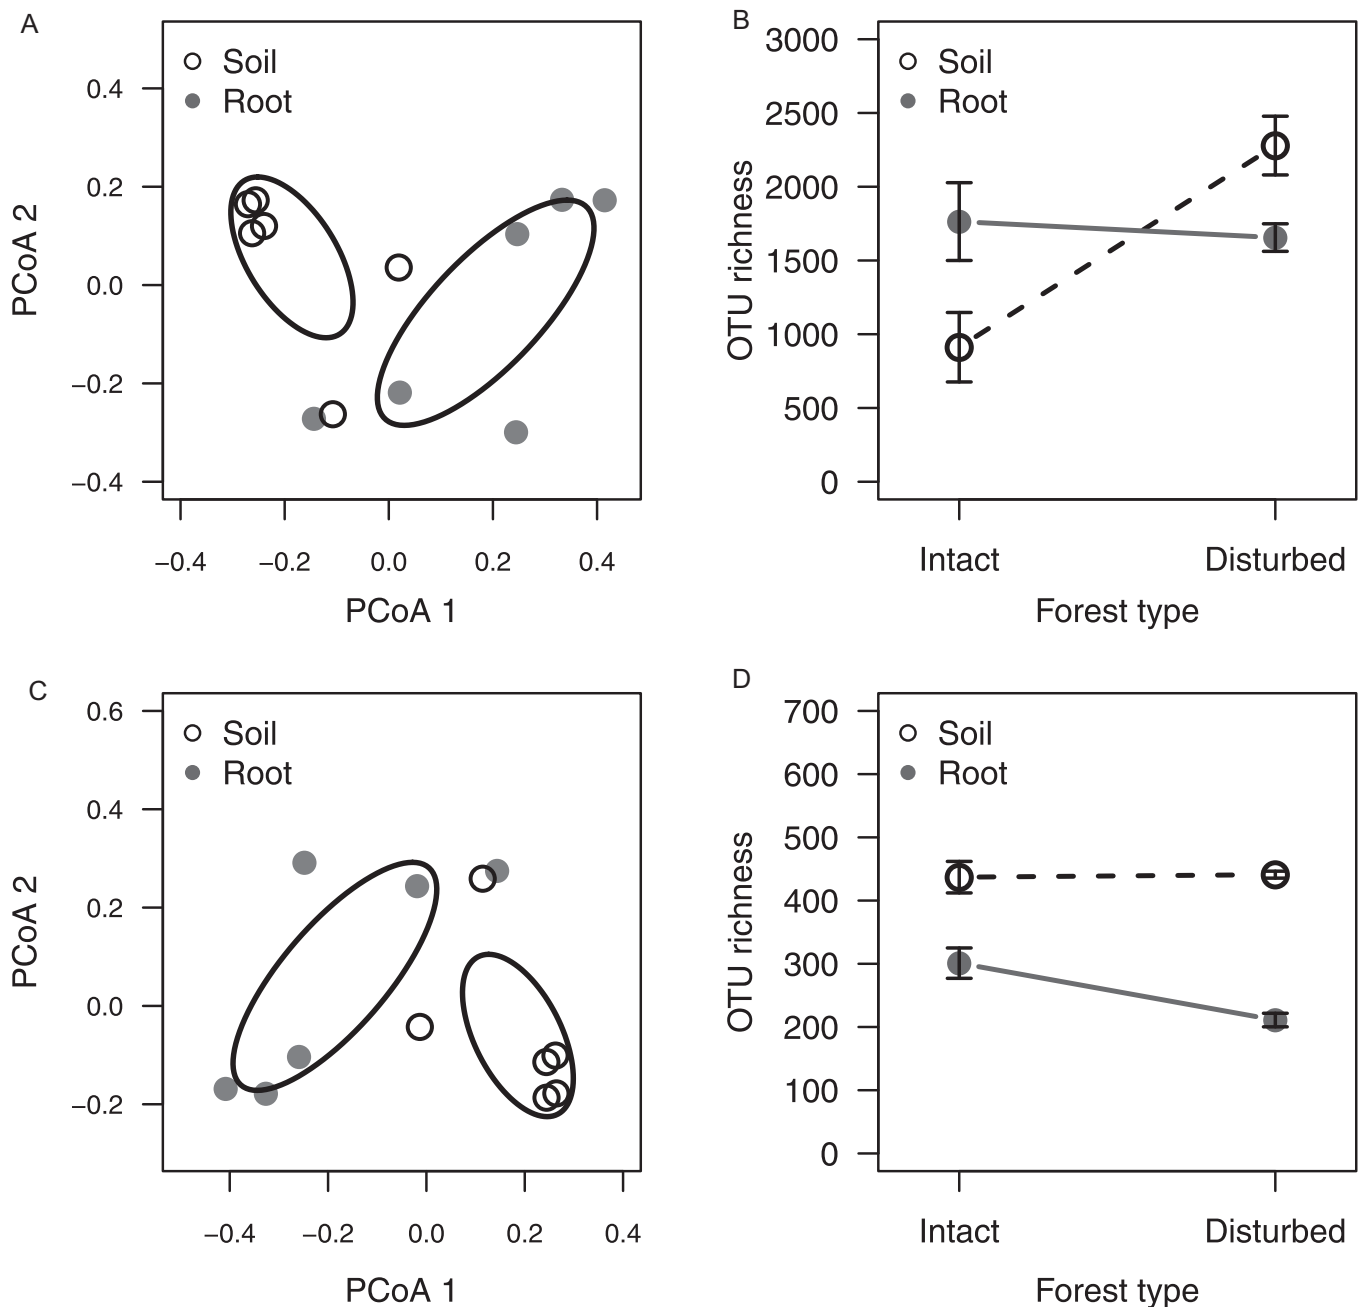 A
Soil
Root
0.4
0.2
0.0
−0.2
−0.4
PCoA 2
−0.4 −0.2 0.0 0.2 0.4
PCoA 1
B
Soil
Root
3000
2500
2000
1500
1000
500
0
OTU richness
Intact Disturbed
Forest type
C
Soil
Root
0.6
0.4
0.2
0.0
−0.2
PCoA 2
−0.4 −0.2 0.0 0.2 0.4
PCoA 1
D
Soil
Root
700
600
500
400
300
200
100
0
OTU richness
Intact Disturbed
Forest type